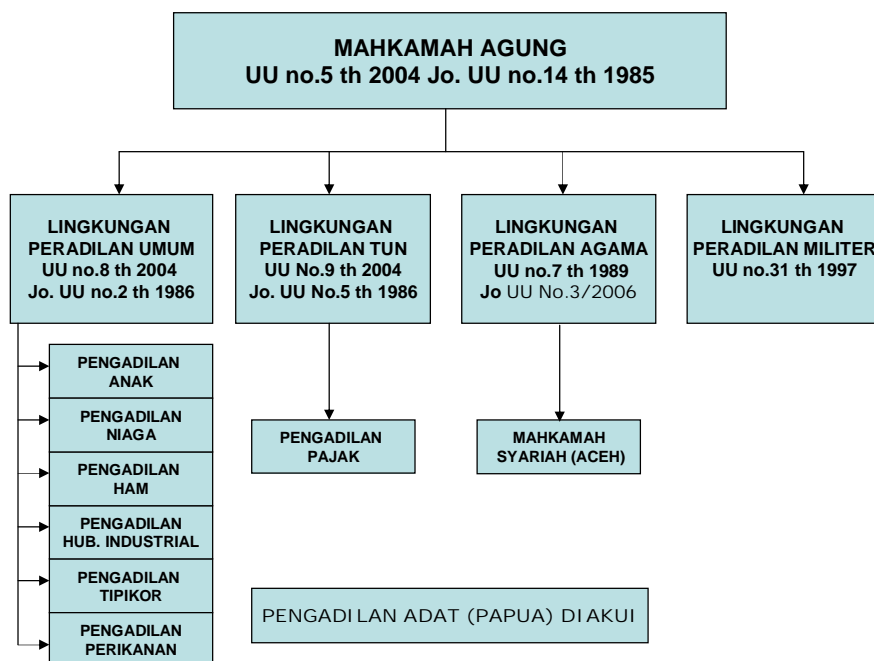 MAHKAMAH AGUNG
UU no.5 th 2004 Jo. UU no.14 th 1985
LINGKUNGAN
PERADILAN UMUM
UU no.8 th 2004
Jo. UU no.2 th 1986
LINGKUNGAN
PERADILAN TUN
UU No.9 th 2004
Jo. UU No.5 th 1986
LINGKUNGAN
PERADILAN AGAMA
UU no.7 th 1989
Jo UU No.3/2006
LINGKUNGAN
PERADILAN MILITER
UU no.31 th 1997
PENGADILAN
ANAK
PENGADILAN
NIAGA
PENGADILAN
HAM
PENGADILAN
HUB. INDUSTRIAL
PENGADILAN
TIPIKOR
PENGADILAN
PERIKANAN
PENGADILAN
PAJAK
MAHKAMAH
SYARIAH (ACEH)
PENGADILAN ADAT (PAPUA) DIAKUI